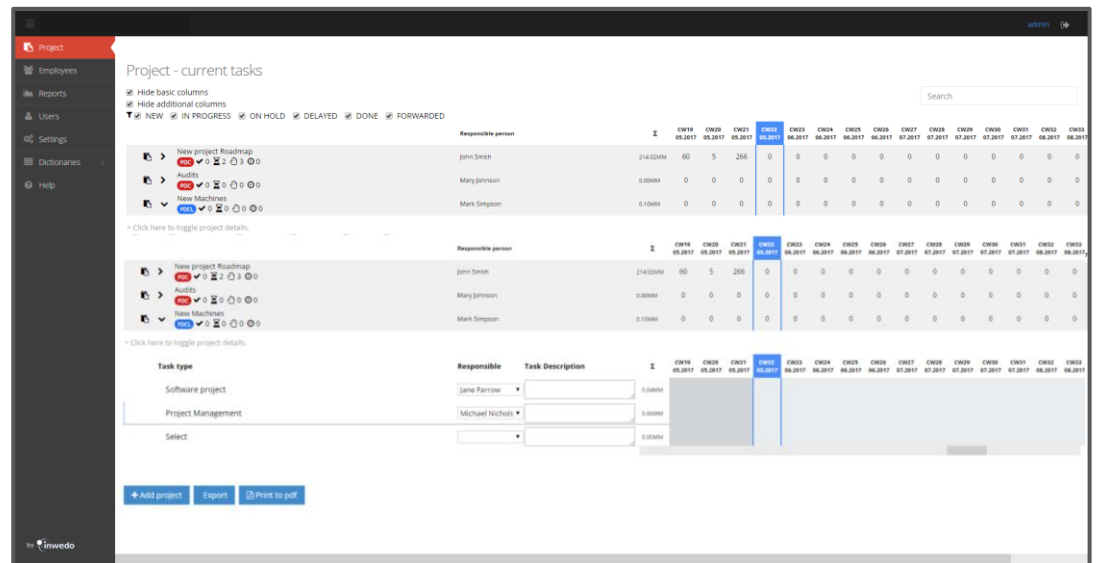 admin
Project
Employees
Reports
Users
Settings
Dictionaries
Help
by inwedo
Project - current tasks
Hide basic columns
Hide additional columns
NEW IN PROGRESS ON HOLD DELAYED DONE FORWARDED
Search
Responsible person Σ CW19 CW20 CW21 CW22 CW23 CW24 CW25 CW26 CW27 CW28 CW29 CW30 CW31 CW32 CW33
05.2017 05.2017 05.2017 05.2017 06.2017 06.2017 06.2017 06.2017 07.2017 07.2017 07.2017 07.2017 08.2017 08.2017 08.2017
New project Roadmap
POC 0 2 3 0 John Smith 214.02MM 60 5 266 0 0 0 0 0 0 0 0 0 0 0 0
Audits
POC 0 0 0 0 Mary Johnson 0.00MM 0 0 0 0 0 0 0 0 0 0 0 0 0 0 0
New Machines
FDCL 0 0 0 0 Mark Simpson 0.10MM 0 0 0 0 0 0 0 0 0 0 0 0 0 0 0
> Click here to toggle project details.
Responsible person Σ CW19 CW20 CW21 CW22 CW23 CW24 CW25 CW26 CW27 CW28 CW29 CW30 CW31 CW32 CW33
05.2017 05.2017 05.2017 05.2017 06.2017 06.2017 06.2017 06.2017 07.2017 07.2017 07.2017 07.2017 08.2017 08.2017 08.2017
New project Roadmap
POC 0 2 3 0 John Smith 214.02MM 60 5 266 0 0 0 0 0 0 0 0 0 0 0 0
Audits
POC 0 0 0 0 Mary Johnson 0.00MM 0 0 0 0 0 0 0 0 0 0 0 0 0 0 0
New Machines
FDCL 0 0 0 0 Mark Simpson 0.10MM 0 0 0 0 0 0 0 0 0 0 0 0 0 0 0
> Click here to toggle project details.
Task type Responsible Task Description Σ CW19 CW20 CW21 CW22 CW23 CW24 CW25 CW26 CW27 CW28 CW29 CW30 CW31 CW32 CW33
05.2017 05.2017 05.2017 05.2017 06.2017 06.2017 06.2017 06.2017 07.2017 07.2017 07.2017 07.2017 08.2017 08.2017 08.2017
Software project Jane Farrow 0.04MM
Project Management Michael Nichols 0.06MM
Select 0.00MM
+ Add project Export Print to pdf